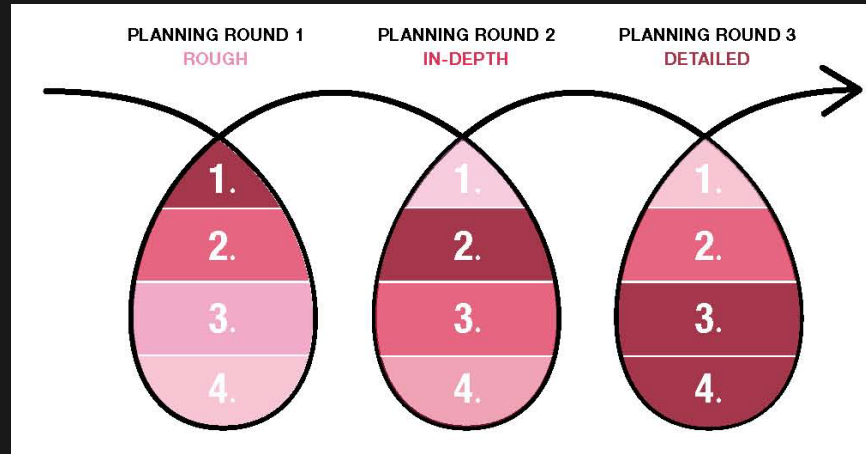 PLANNING ROUND 1
ROUGH
PLANNING ROUND 2
IN-DEPTH
PLANNING ROUND 3
DETAILED
1.
2.
3.
4.
1.
2.
3.
4.
1.
2.
3.
4.